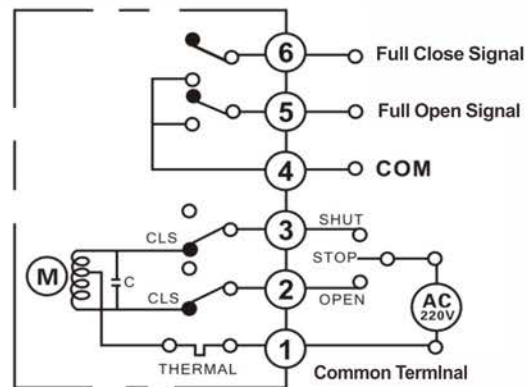 6 Full Close Signal
5 Full Open Signal
4 COM
3 SHUT
CLS
STOP
M C
CLS 2 OPEN
AC
220V
1
THERMAL Common Termlnal